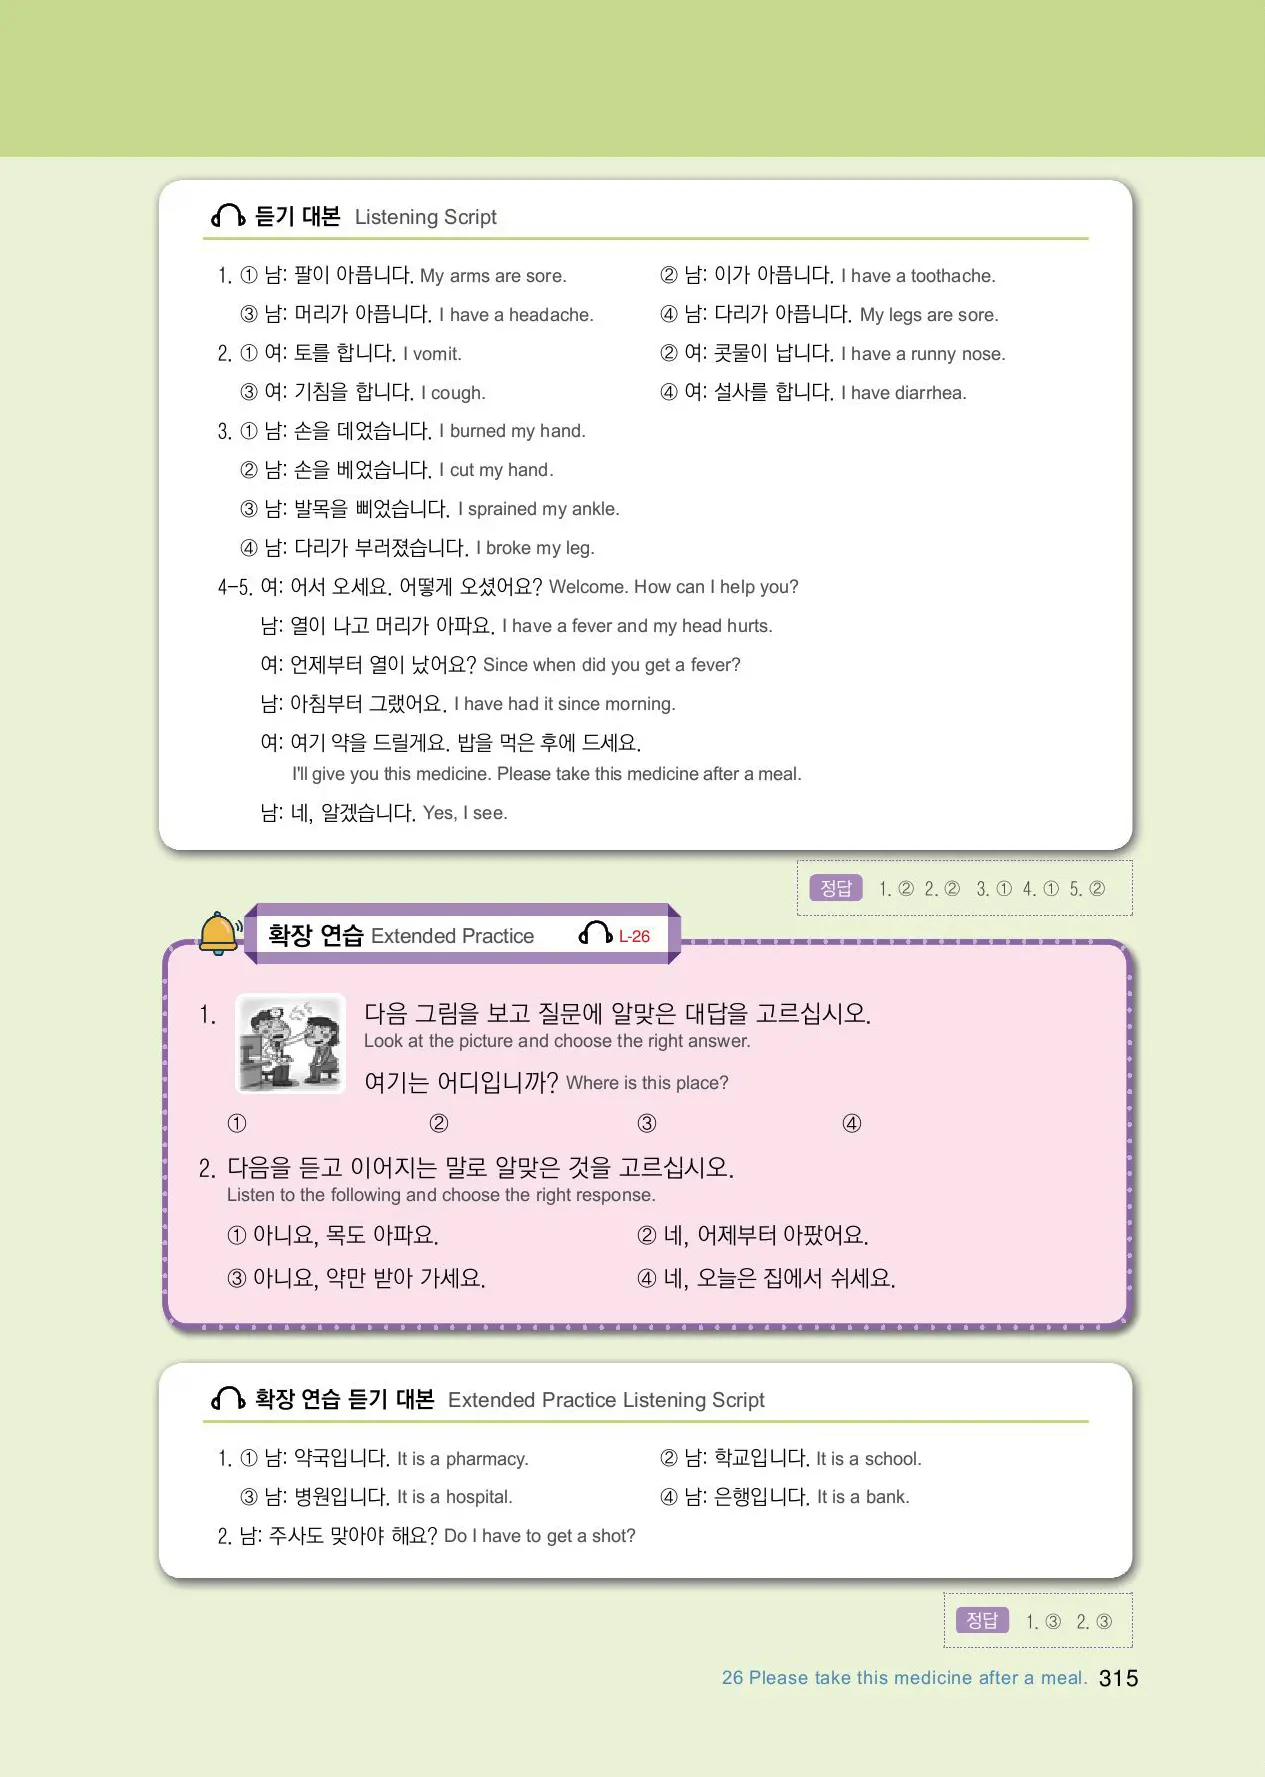 듣기 대본 Listening Script
1. ① 남: 팔이 아픕니다. My arms are sore. ② 남: 이가 아픕니다. I have a toothache.
③ 남: 머리가 아픕니다. I have a headache. ④ 남: 다리가 아픕니다. My legs are sore.
2. ① 여: 토를 합니다. I vomit. ② 여: 콧물이 납니다. I have a runny nose.
③ 여: 기침을 합니다. I cough. ④ 여: 설사를 합니다. I have diarrhea.
3. ① 남: 손을 데었습니다. I burned my hand.
② 남: 손을 베었습니다. I cut my hand.
③ 남: 발목을 삐었습니다. I sprained my ankle.
④ 남: 다리가 부러졌습니다. I broke my leg.
4-5. 여: 어서 오세요. 어떻게 오셨어요? Welcome. How can I help you?
남: 열이 나고 머리가 아파요. I have a fever and my head hurts.
여: 언제부터 열이 났어요? Since when did you get a fever?
남: 아침부터 그랬어요. I have had it since morning.
여: 여기 약을 드릴게요. 밥을 먹은 후에 드세요.
I'll give you this medicine. Please take this medicine after a meal.
남: 네, 알겠습니다. Yes, I see.
정답 1. ② 2. ② 3. ① 4. ① 5. ②
확장 연습 Extended Practice L-26
1. 다음 그림을 보고 질문에 알맞은 대답을 고르십시오.
Look at the picture and choose the right answer.
여기는 어디입니까? Where is this place?
① ② ③ ④
2. 다음을 듣고 이어지는 말로 알맞은 것을 고르십시오.
Listen to the following and choose the right response.
① 아니요, 목도 아파요. ② 네, 어제부터 아팠어요.
③ 아니요, 약만 받아 가세요. ④ 네, 오늘은 집에서 쉬세요.
확장 연습 듣기 대본 Extended Practice Listening Script
1. ① 남: 약국입니다. It is a pharmacy. ② 남: 학교입니다. It is a school.
③ 남: 병원입니다. It is a hospital. ④ 남: 은행입니다. It is a bank.
2. 남: 주사도 맞아야 해요? Do I have to get a shot?
정답 1. ③ 2. ③
26 Please take this medicine after a meal. 315